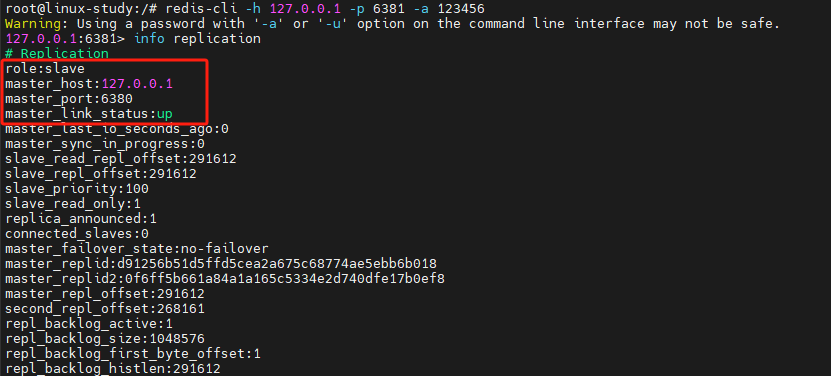 root@linux-study:/# redis-cli -h 127.0.0.1 -p 6381 -a 123456
Warning: Using a password with '-a' or '-u' option on the command line interface may not be safe.
127.0.0.1:6381> info replication
# Replication
role:slave
master_host:127.0.0.1
master_port:6380
master_link_status:up
master_last_io_seconds_ago:0
master_sync_in_progress:0
slave_read_repl_offset:291612
slave_repl_offset:291612
slave_priority:100
slave_read_only:1
replica_announced:1
connected_slaves:0
master_failover_state:no-failover
master_replid:d91256b51d5ffd5cea2a675c68774ae5ebb6b018
master_replid2:0f6ff5b661a84a1a165c5334e2d740dfe17b0ef8
master_repl_offset:291612
second_repl_offset:268161
repl_backlog_active:1
repl_backlog_size:1048576
repl_backlog_first_byte_offset:1
repl_backlog_histlen:291612